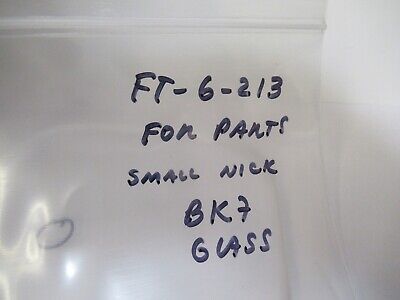 FT-6-213
FOR PARTS
SMALL NICK
BK7
GLASS